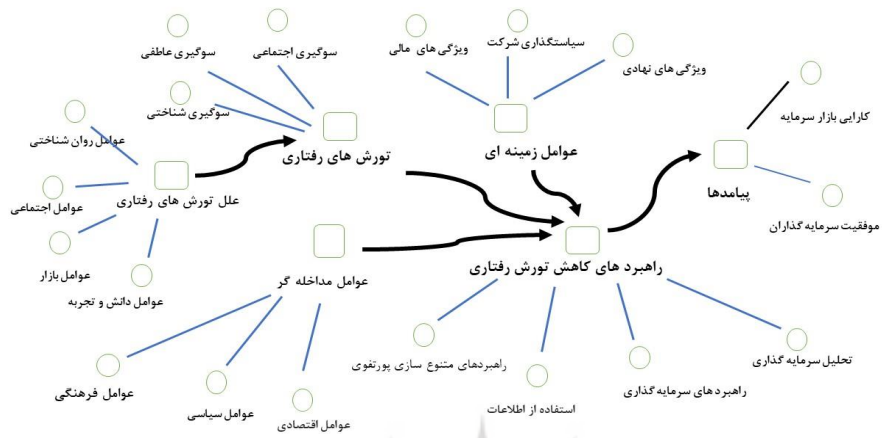 سوگیری عاطفی
سوگیری اجتماعی
ویژگی های مالی
سیاستگذاری شرکت
ویژگی های نهادی
سوگیری شناختی
کارایی بازار سرمایه
عوامل روان شناختی
تورش های رفتاری
عوامل زمینه ای
علل تورش های رفتاری
پیامدها
عوامل اجتماعی
موفقیت سرمایه گذاران
عوامل بازار
عوامل دانش و تجربه
عوامل مداخله گر
راهبرد های کاهش تورش رفتاری
راهبردهای متنوع سازی پورتفوی
تحلیل سرمایه گذاری
عوامل فرهنگی
عوامل سیاسی
عوامل اقتصادی
استفاده از اطلاعات
راهبردهای سرمایه گذاری